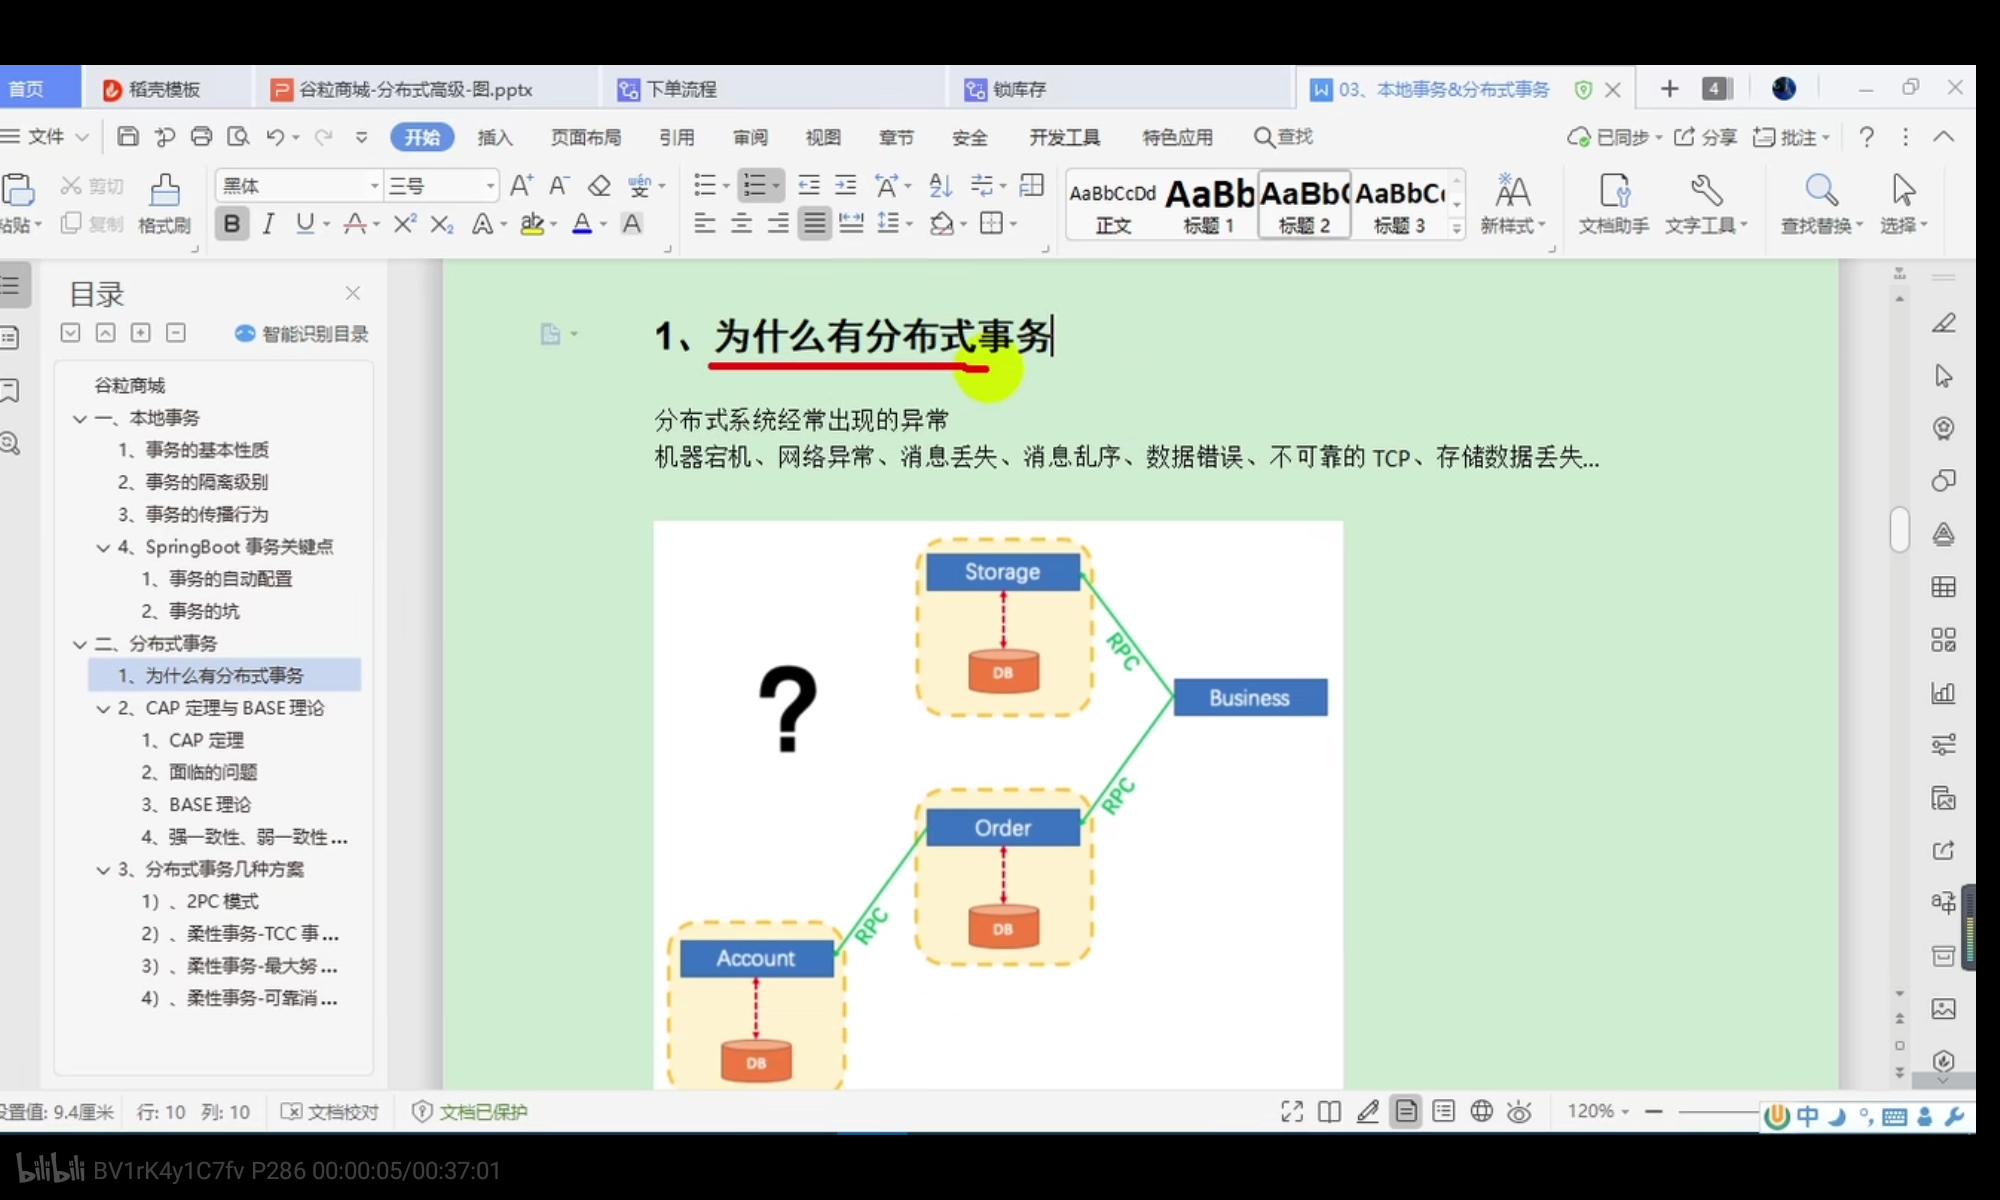 首页
稻壳模板
谷粒商城-分布式高级-图.pptx
下单流程
锁库存
03、本地事务&分布式事务
4
文件
开始
插入
页面布局
引用
审阅
视图
章节
安全
开发工具
特色应用
查找
已同步
分享
批注
剪切
复制
格式刷
黑体
三号
AaBbCcDd
正文
标题 1
标题 2
标题 3
新样式
文档助手
文字工具
查找替换
选择
目录
智能识别目录
谷粒商城
一、本地事务
1、事务的基本性质
2、事务的隔离级别
3、事务的传播行为
4、SpringBoot 事务关键点
1、事务的自动配置
2、事务的坑
二、分布式事务
1、为什么有分布式事务
2、CAP 定理与 BASE 理论
1、CAP 定理
2、面临的问题
3、BASE 理论
4、强一致性、弱一致性...
3、分布式事务几种方案
1）、2PC 模式
2）、柔性事务-TCC 事...
3）、柔性事务-最大努...
4）、柔性事务-可靠消...
1、为什么有分布式事务
分布式系统经常出现的异常
机器宕机、网络异常、消息丢失、消息乱序、数据错误、不可靠的 TCP、存储数据丢失...
Storage
DB
RPC
Business
?
RPC
Order
DB
RPC
Account
DB
设置值: 9.4厘米
行: 10
列: 10
文档校对
文档已保护
120%
中
bilibili BV1rK4y1C7fv P286 00:00:05/00:37:01